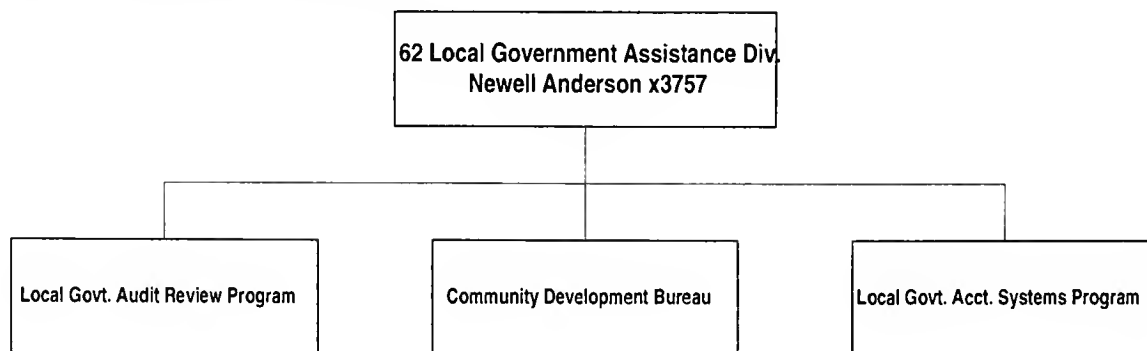 62 Local Government Assistance Div.
Newell Anderson x3757
Local Govt. Audit Review Program
Community Development Bureau
Local Govt. Acct. Systems Program